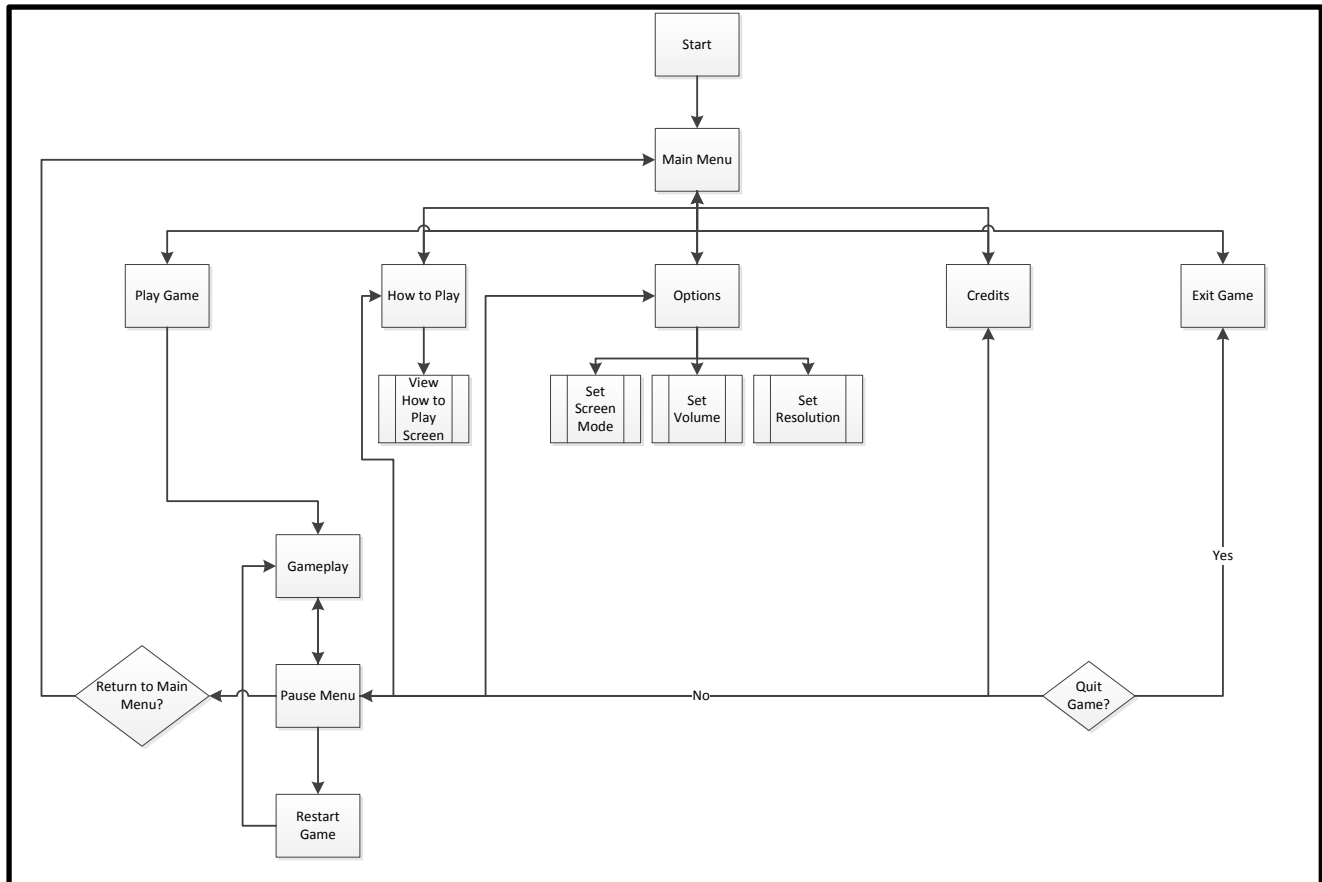 Start
Main Menu
Play Game
How to Play
Options
Credits
Exit Game
View
How to
Play
Screen
Set
Screen
Mode
Set
Volume
Set
Resolution
Gameplay
Yes
Return to Main
Menu?
Pause Menu
No
Quit
Game?
Restart
Game